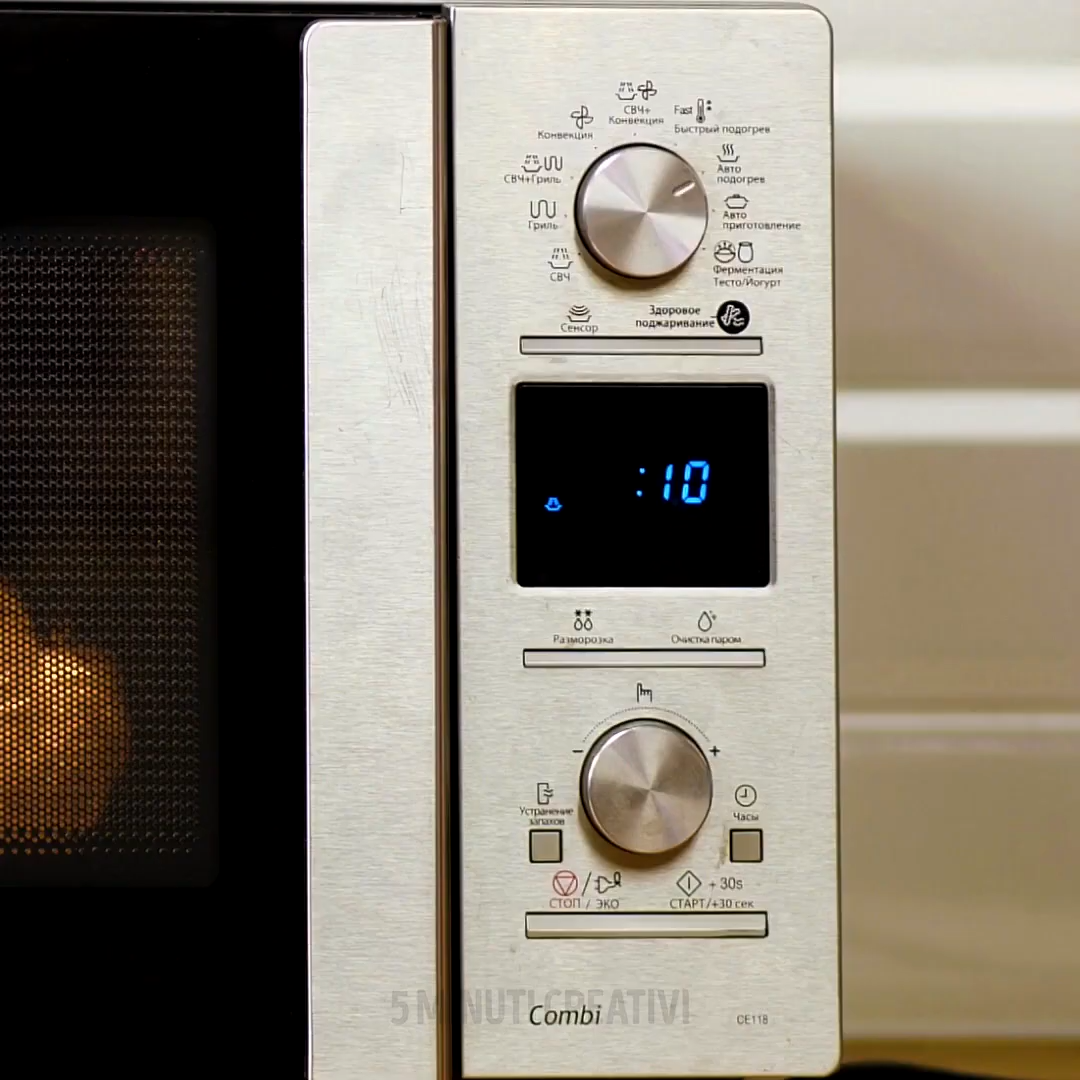 СВЧ+
Конвекция
Fast
Быстрый подогрев
Конвекция
СВЧ+Гриль
Авто
подогрев
Гриль
Авто
приготовление
СВЧ
Ферментация
Тесто/Йогурт
Сенсор
Здоровое
поджаривание
:10
Разморозка
Очистка паром
− +
Устранение
запахов
Часы
/
+30s
СТОП / ЭКО
СТАРТ/+30 сек
5 MINUTI CREATIVI
Combi
CE118